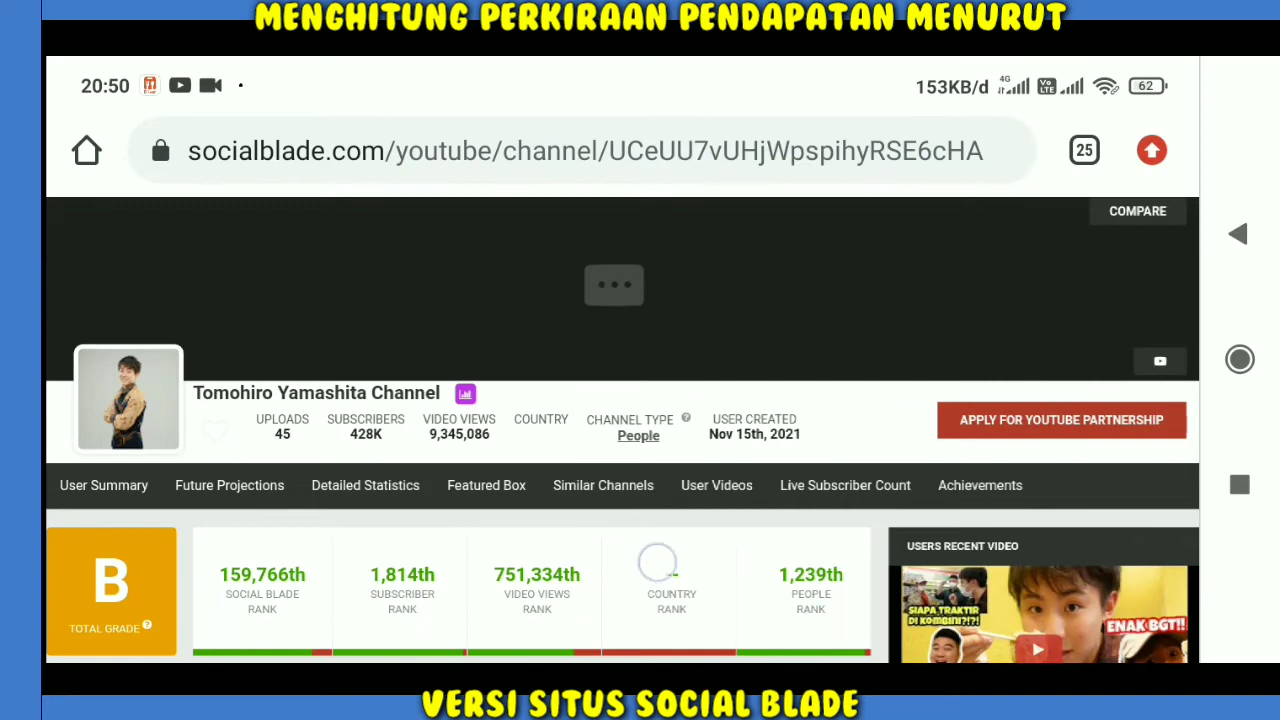 MENGHITUNG PERKIRAAN PENDAPATAN MENURUT
20:50
153KB/d 4G Vo LTE 62
socialblade.com/youtube/channel/UCeUU7vUHjWpspihyRSE6cHA
25
COMPARE
Tomohiro Yamashita Channel
UPLOADS SUBSCRIBERS VIDEO VIEWS COUNTRY CHANNEL TYPE ? USER CREATED
45 428K 9,345,086 People Nov 15th, 2021
APPLY FOR YOUTUBE PARTNERSHIP
User Summary Future Projections Detailed Statistics Featured Box Similar Channels User Videos Live Subscriber Count Achievements
B
TOTAL GRADE ?
159,766th 1,814th 751,334th -- 1,239th
SOCIAL BLADE SUBSCRIBER VIDEO VIEWS COUNTRY PEOPLE
RANK RANK RANK RANK RANK
USERS RECENT VIDEO
SIAPA TRAKTIR
DI KOMBINI?!?!
ENAK BGT!!
VERSI SITUS SOCIAL BLADE